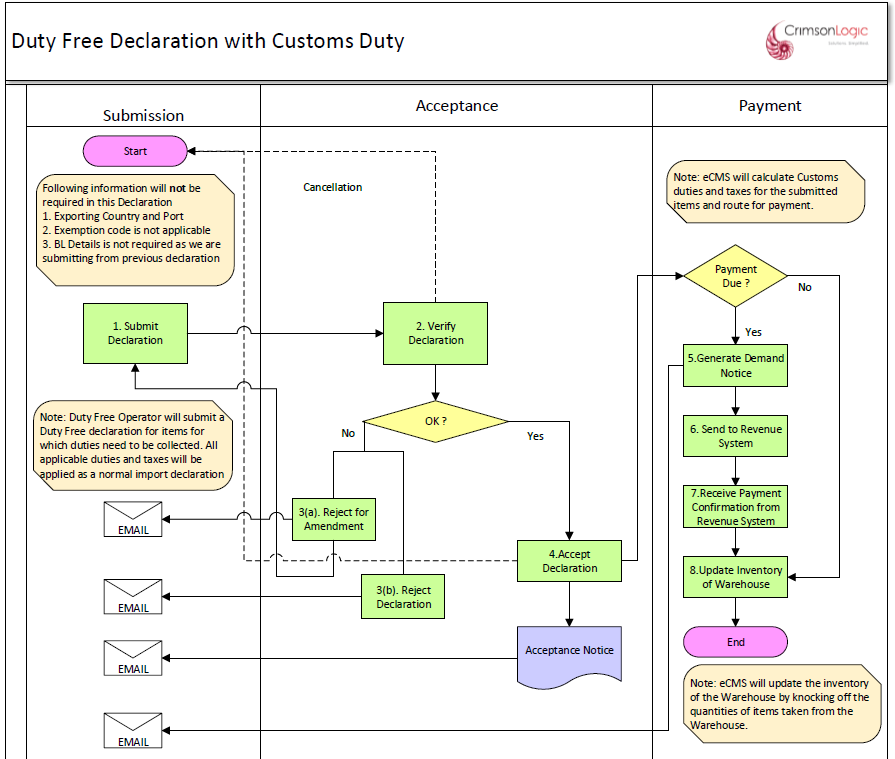 Duty Free Declaration with Customs Duty
CrimsonLogic
Submission
Acceptance
Payment
Start
Cancellation
Following information will not be
required in this Declaration
1. Exporting Country and Port
2. Exemption code is not applicable
3. BL Details is not required as we are
submitting from previous declaration
Note: eCMS will calculate Customs
duties and taxes for the submitted
items and route for payment.
Payment
Due ?
No
Yes
1. Submit
Declaration
2. Verify
Declaration
5.Generate Demand
Notice
Note: Duty Free Operator will submit a
Duty Free declaration for items for
which duties need to be collected. All
applicable duties and taxes will be
applied as a normal import declaration
OK ?
No
Yes
6. Send to Revenue
System
3(a). Reject for
Amendment
EMAIL
7.Receive Payment
Confirmation from
Revenue System
4.Accept
Declaration
8.Update Inventory
of Warehouse
3(b). Reject
Declaration
EMAIL
Acceptance Notice
EMAIL
End
Note: eCMS will update the inventory
of the Warehouse by knocking off the
quantities of items taken from the
Warehouse.
EMAIL